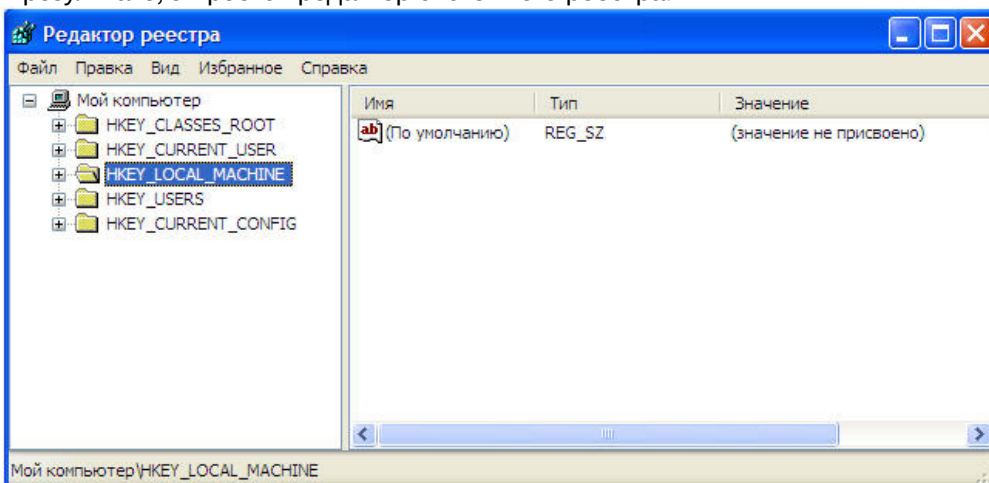 Редактор реестра
Файл Правка Вид Избранное Справка
Мой компьютер
HKEY_CLASSES_ROOT
HKEY_CURRENT_USER
HKEY_LOCAL_MACHINE
HKEY_USERS
HKEY_CURRENT_CONFIG
Имя Тип Значение
ab (По умолчанию) REG_SZ (значение не присвоено)
Мой компьютер\HKEY_LOCAL_MACHINE